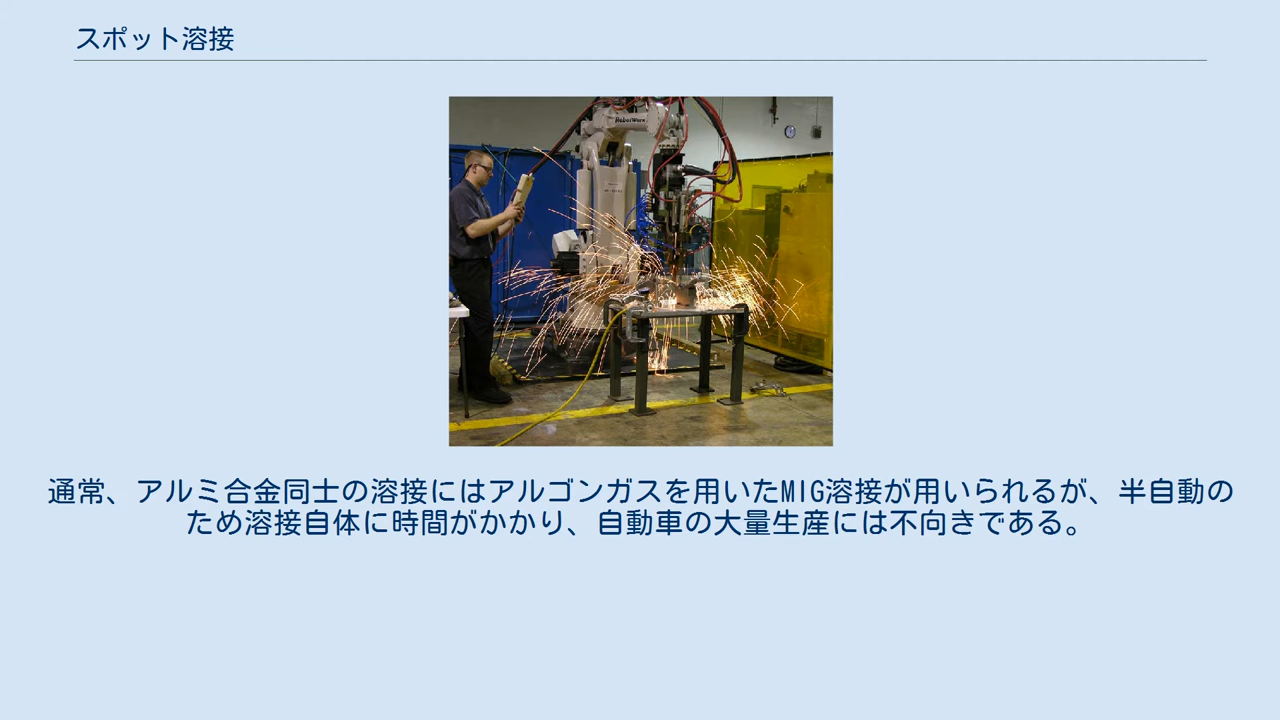 スポット溶接
RobotWorx
通常、アルミ合金同士の溶接にはアルゴンガスを用いたMIG溶接が用いられるが、半自動の
ため溶接自体に時間がかかり、自動車の大量生産には不向きである。